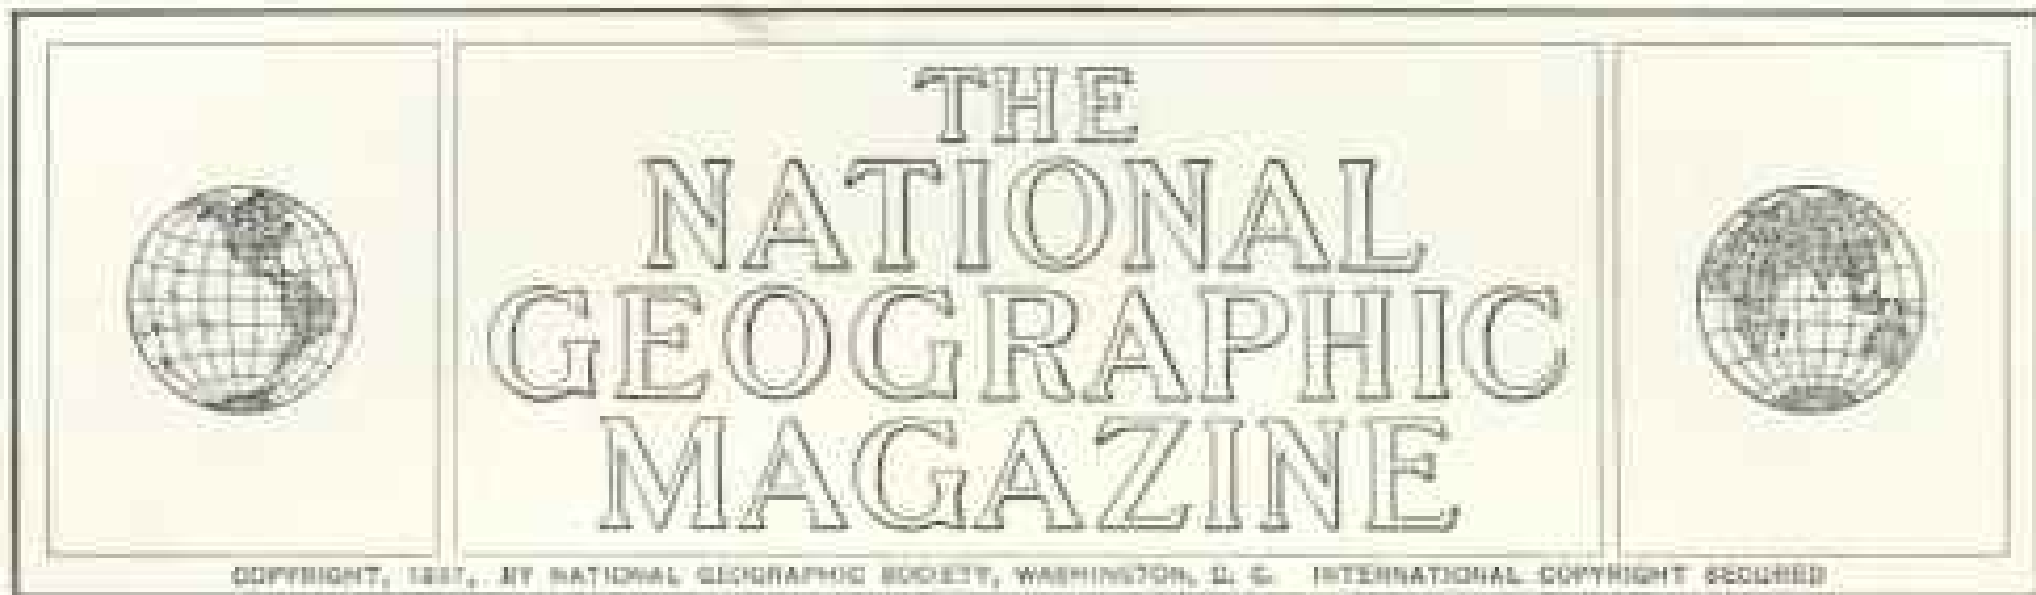 THE
NATIONAL
GEOGRAPHIC
MAGAZINE
COPYRIGHT, BY NATIONAL GEOGRAPHIC SOCIETY, WASHINGTON, D. C. INTERNATIONAL COPYRIGHT SECURED